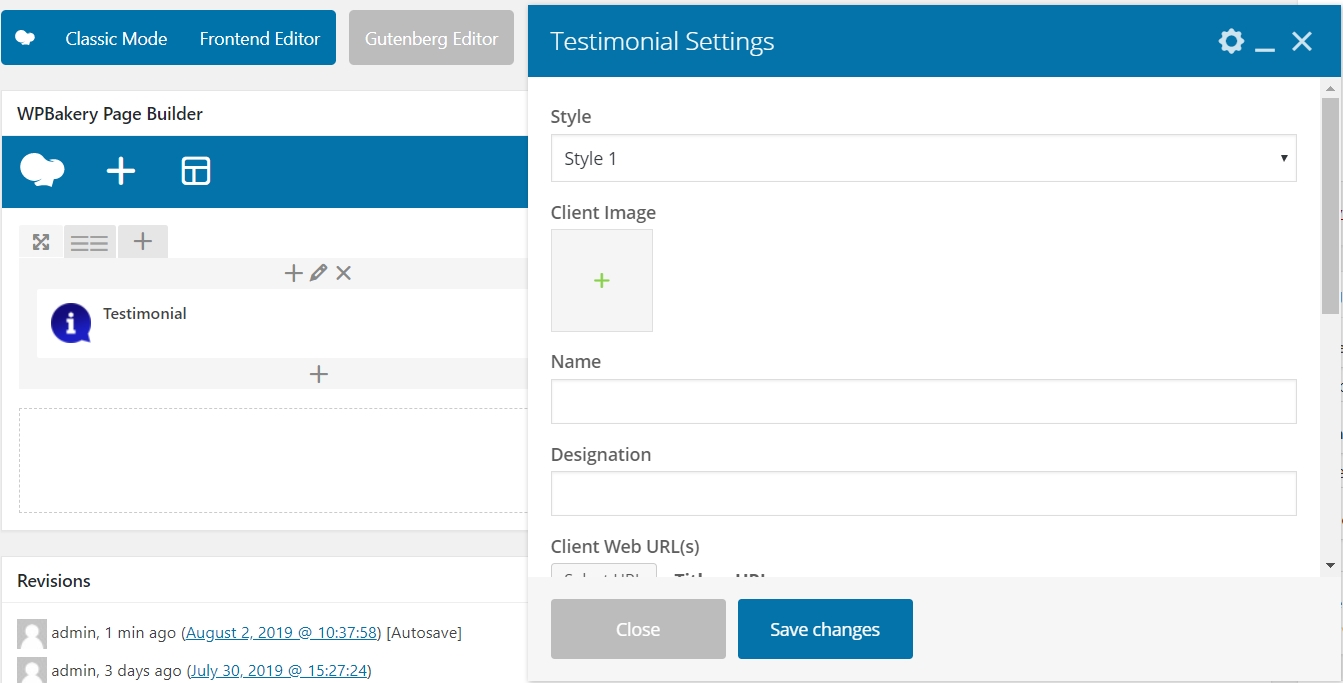 Classic Mode Frontend Editor Gutenberg Editor
WPBakery Page Builder
Testimonial
Revisions
admin, 1 min ago (August 2, 2019 @ 10:37:58) [Autosave]
admin, 3 days ago (July 30, 2019 @ 15:27:24)
Testimonial Settings
Style
Style 1
Client Image
Name
Designation
Client Web URL(s)
Close Save changes